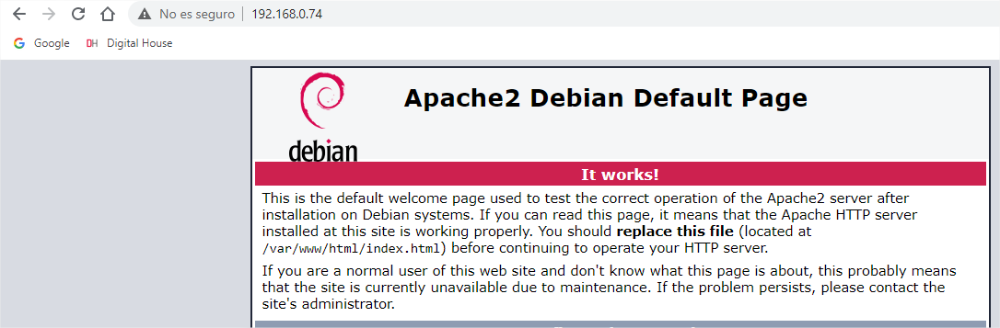 No es seguro | 192.168.0.74
Google DH Digital House
debian
Apache2 Debian Default Page
It works!
This is the default welcome page used to test the correct operation of the Apache2 server after
installation on Debian systems. If you can read this page, it means that the Apache HTTP server
installed at this site is working properly. You should replace this file (located at
/var/www/html/index.html) before continuing to operate your HTTP server.
If you are a normal user of this web site and don't know what this page is about, this probably means
that the site is currently unavailable due to maintenance. If the problem persists, please contact the
site's administrator.